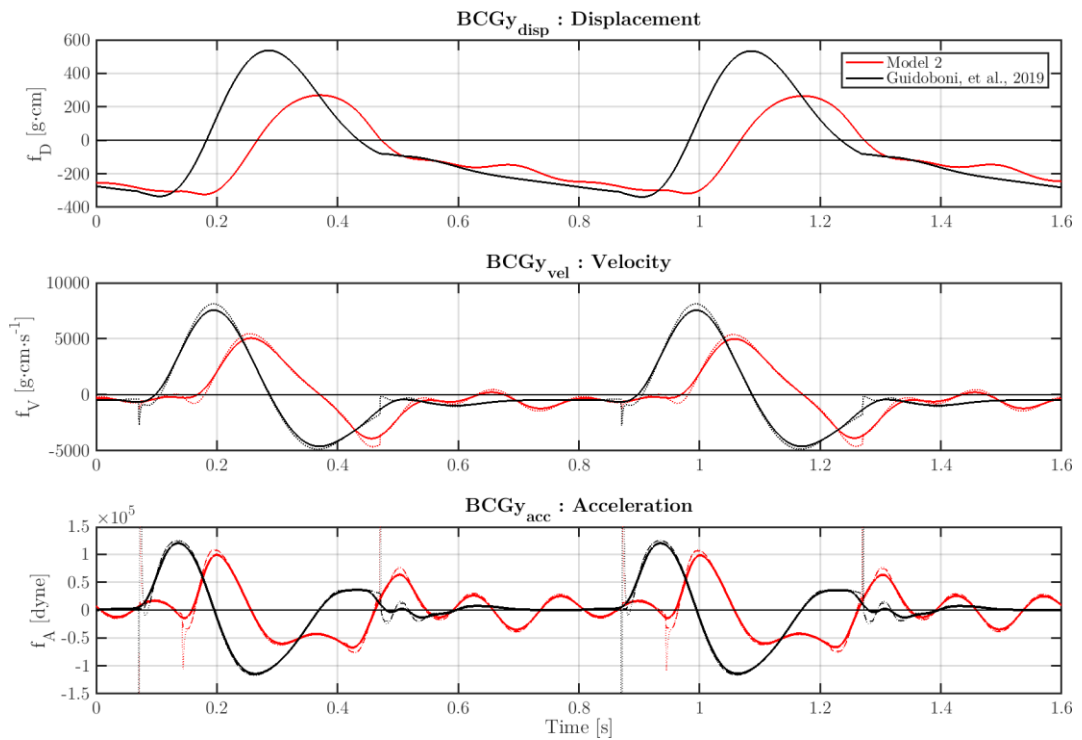 BCGy_disp : Displacement
600
400
200
0
-200
-400
f_D [g·cm]
Model 2
Guidoboni, et al., 2019
0 0.2 0.4 0.6 0.8 1 1.2 1.4 1.6
BCGy_vel : Velocity
10000
5000
0
-5000
f_V [g·cm·s⁻¹]
0 0.2 0.4 0.6 0.8 1 1.2 1.4 1.6
BCGy_acc : Acceleration
×10⁵
1.5
1
0.5
0
-0.5
-1
-1.5
f_A [dyne]
0 0.2 0.4 0.6 0.8 1 1.2 1.4 1.6
Time [s]